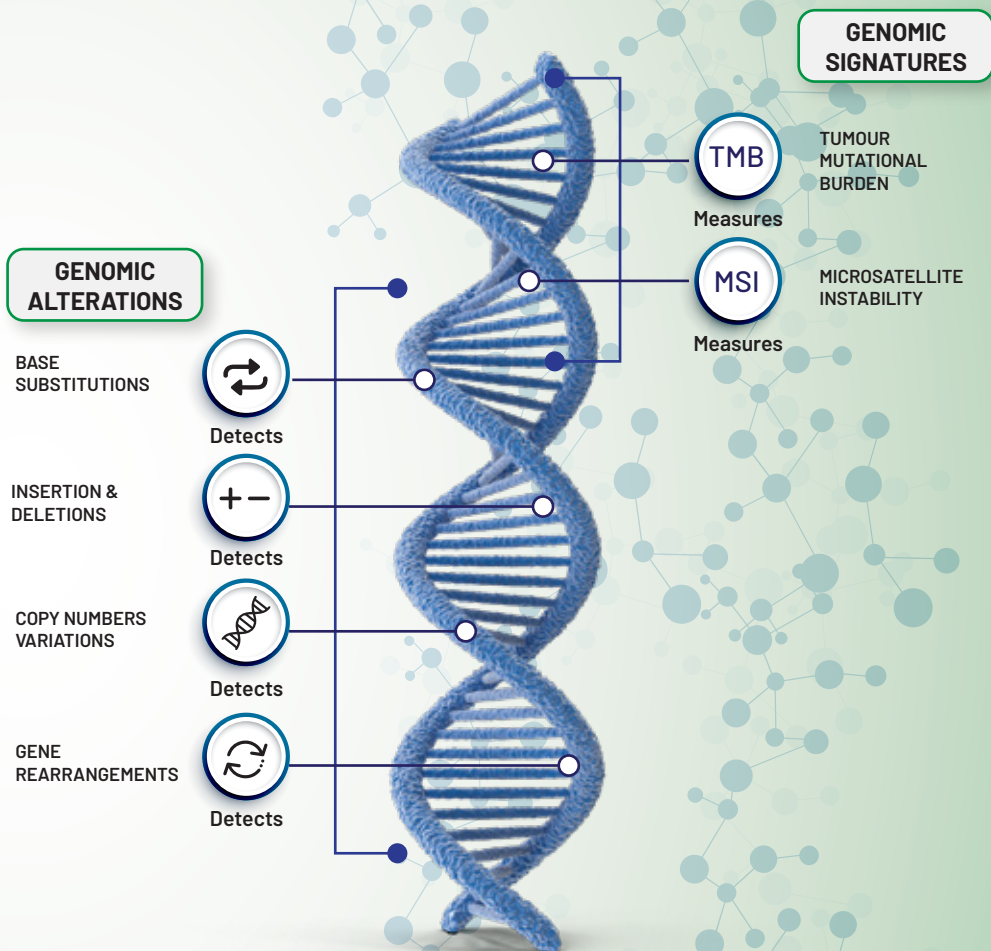 GENOMIC
SIGNATURES
TMB
TUMOUR
MUTATIONAL
BURDEN
Measures
MSI
MICROSATELLITE
INSTABILITY
Measures
GENOMIC
ALTERATIONS
BASE
SUBSTITUTIONS
Detects
INSERTION &
DELETIONS
+ −
Detects
COPY NUMBERS
VARIATIONS
Detects
GENE
REARRANGEMENTS
Detects